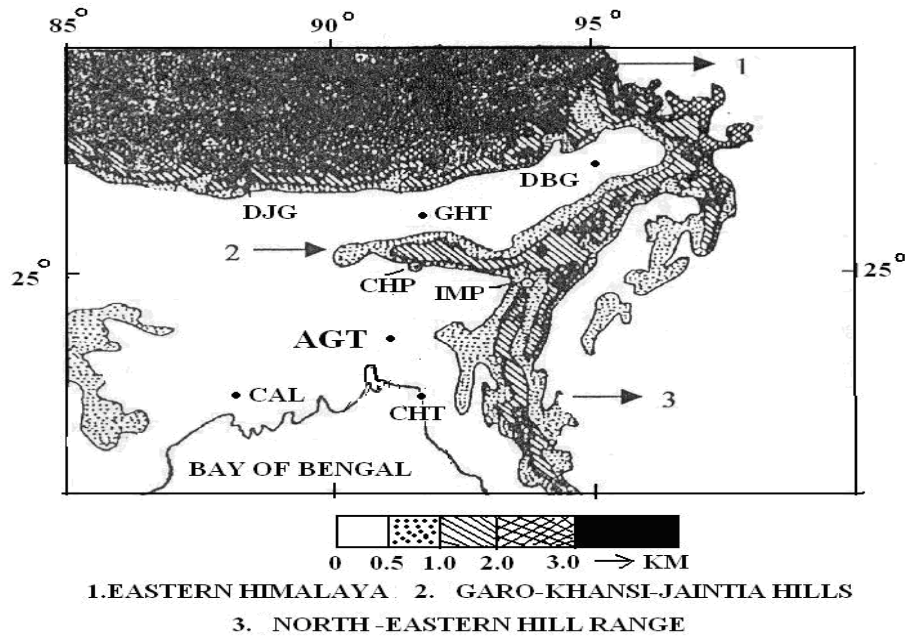 85° 90° 95°
1
DBG
DJG GHT
2
25° 25°
CHP IMP
AGT
CAL CHT 3
BAY OF BENGAL
0 0.5 1.0 2.0 3.0 → KM
1.EASTERN HIMALAYA 2. GARO-KHANSI-JAINTIA HILLS
3. NORTH -EASTERN HILL RANGE